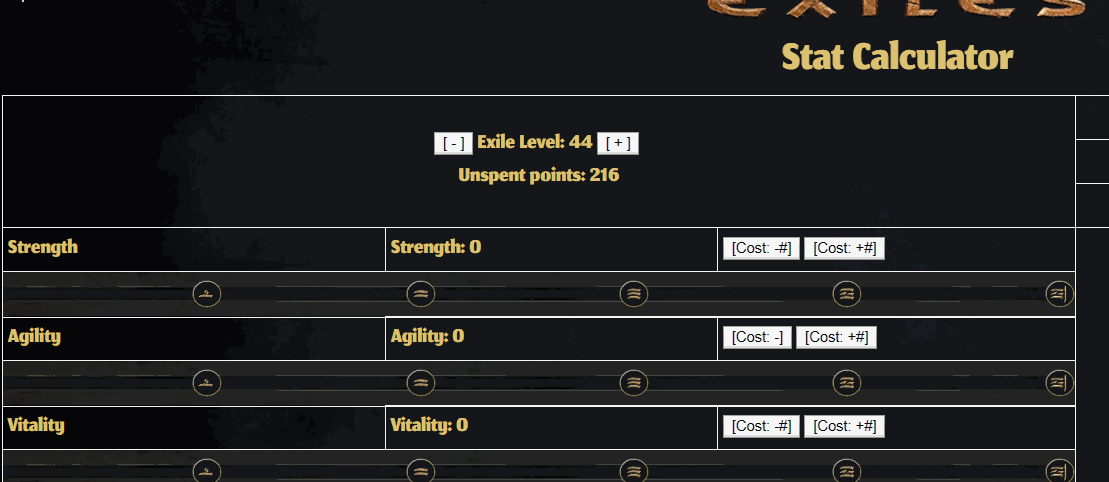 EXILES
Stat Calculator
[ - ] Exile Level: 44 [ + ]
Unspent points: 216
Strength Strength: 0 [Cost: -#] [Cost: +#]
Agility Agility: 0 [Cost: -] [Cost: +#]
Vitality Vitality: 0 [Cost: -#] [Cost: +#]